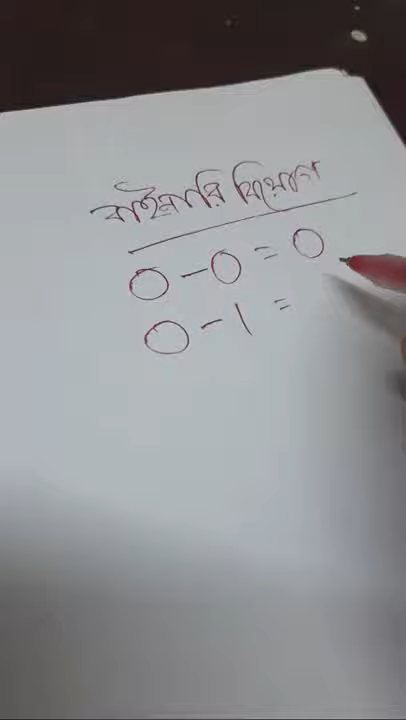 বাইনারি বিয়োগ
0 - 0 = 0
0 - 1 =